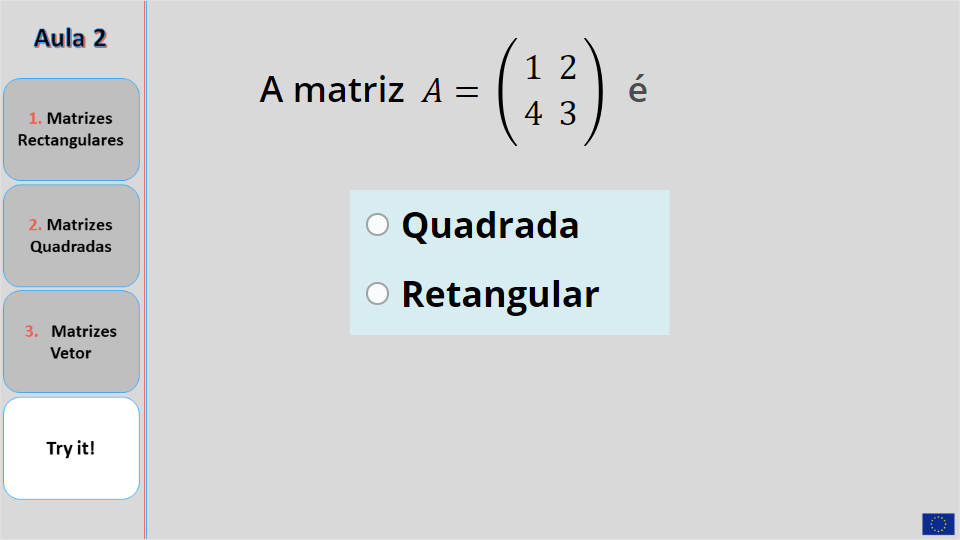 Aula 2
1. Matrizes
Rectangulares
2. Matrizes
Quadradas
3. Matrizes
Vetor
Try it!
A matriz A = ( 1 2
4 3 ) é
Quadrada
Retangular